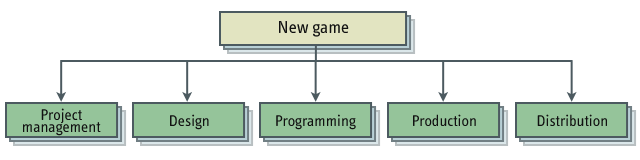 New game
Project
management
Design
Programming
Production
Distribution